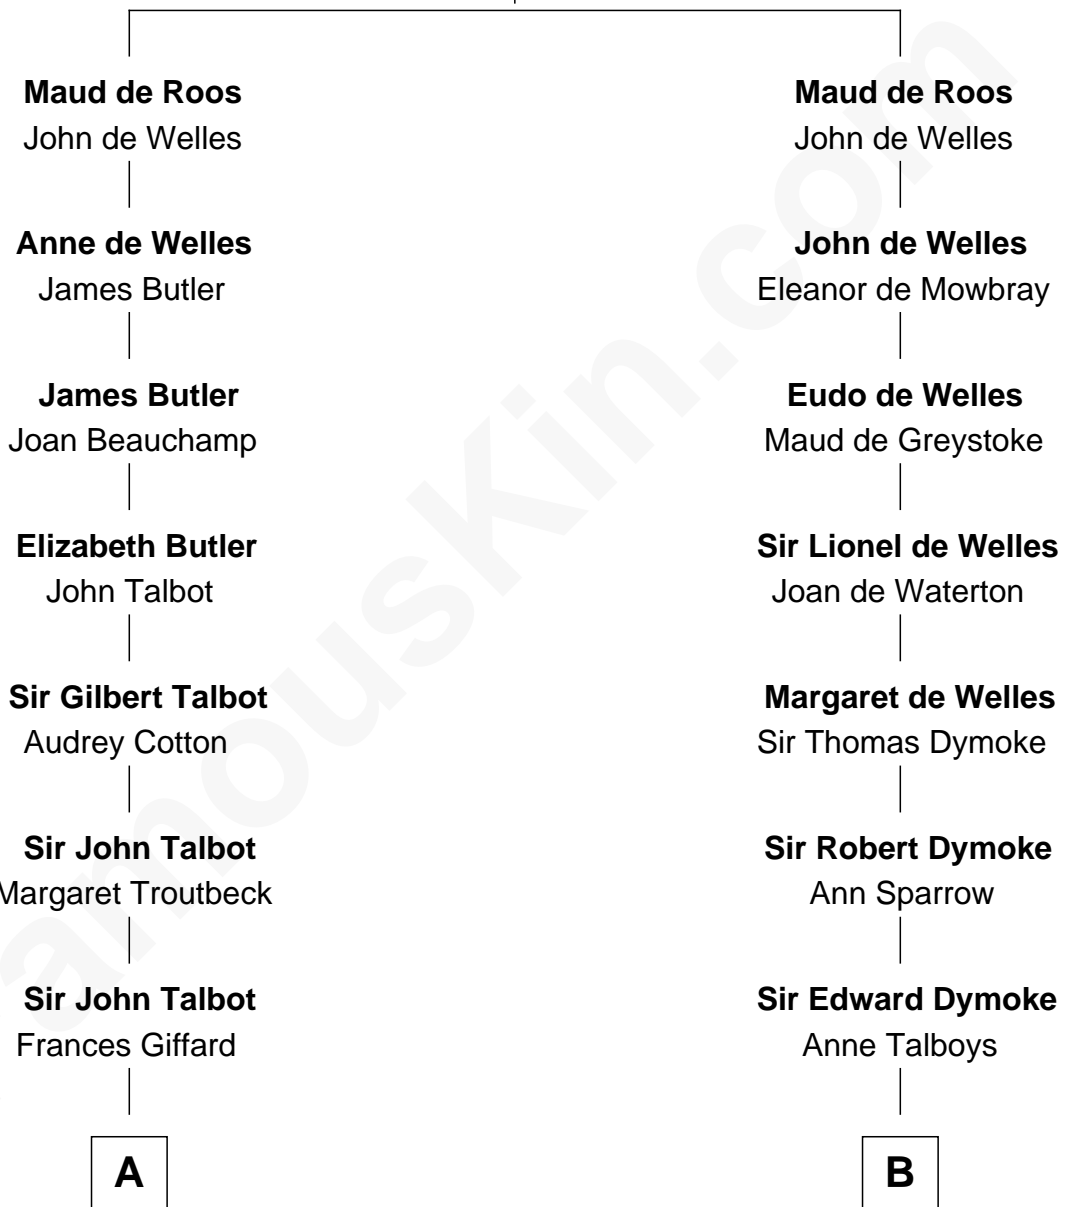 Maud de Roos
John de Welles
Anne de Welles
James Butler
James Butler
Joan Beauchamp
Elizabeth Butler
John Talbot
Sir Gilbert Talbot
Audrey Cotton
Sir John Talbot
Margaret Troutbeck
Sir John Talbot
Frances Giffard
A
Maud de Roos
John de Welles
John de Welles
Eleanor de Mowbray
Eudo de Welles
Maud de Greystoke
Sir Lionel de Welles
Joan de Waterton
Margaret de Welles
Sir Thomas Dymoke
Sir Robert Dymoke
Ann Sparrow
Sir Edward Dymoke
Anne Talboys
B
amousKin.com